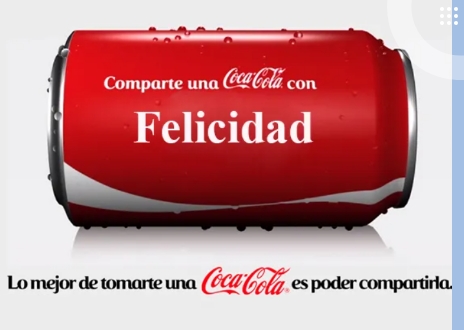 Comparte una Coca-Cola con
Felicidad
Lo mejor de tomarte una Coca-Cola es poder compartirla.